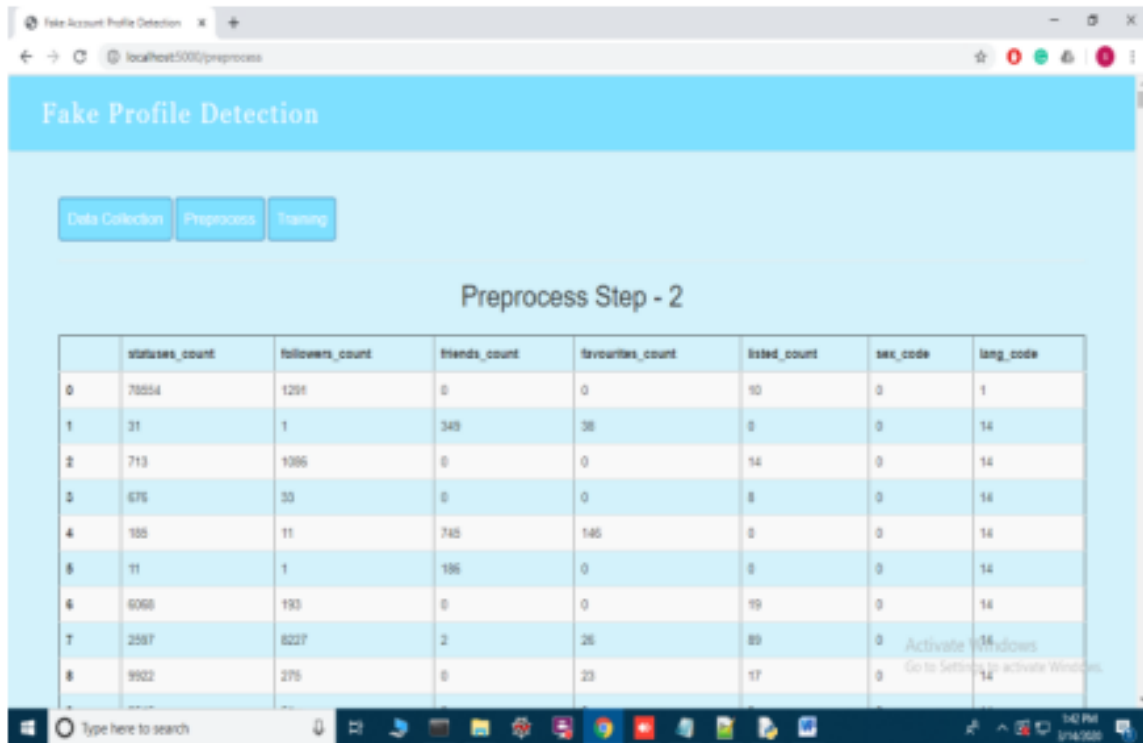 Fake Account Profile Detection
localhost:5000/preprocess
Fake Profile Detection
Data Collection Preprocess Training
Preprocess Step - 2
statuses_count followers_count friends_count favourites_count listed_count sex_code lang_code
0 78554 1291 0 0 10 0 1
1 31 1 349 38 0 0 14
2 713 1086 0 0 14 0 14
3 676 33 0 0 8 0 14
4 185 11 745 146 0 0 14
5 11 1 186 0 0 0 14
6 6068 193 0 0 19 0 14
7 2597 8227 2 26 89 0 14
8 9922 275 0 23 17 0 14
Activate Windows
Go to Settings to activate Windows.
Type here to search
1:42 PM